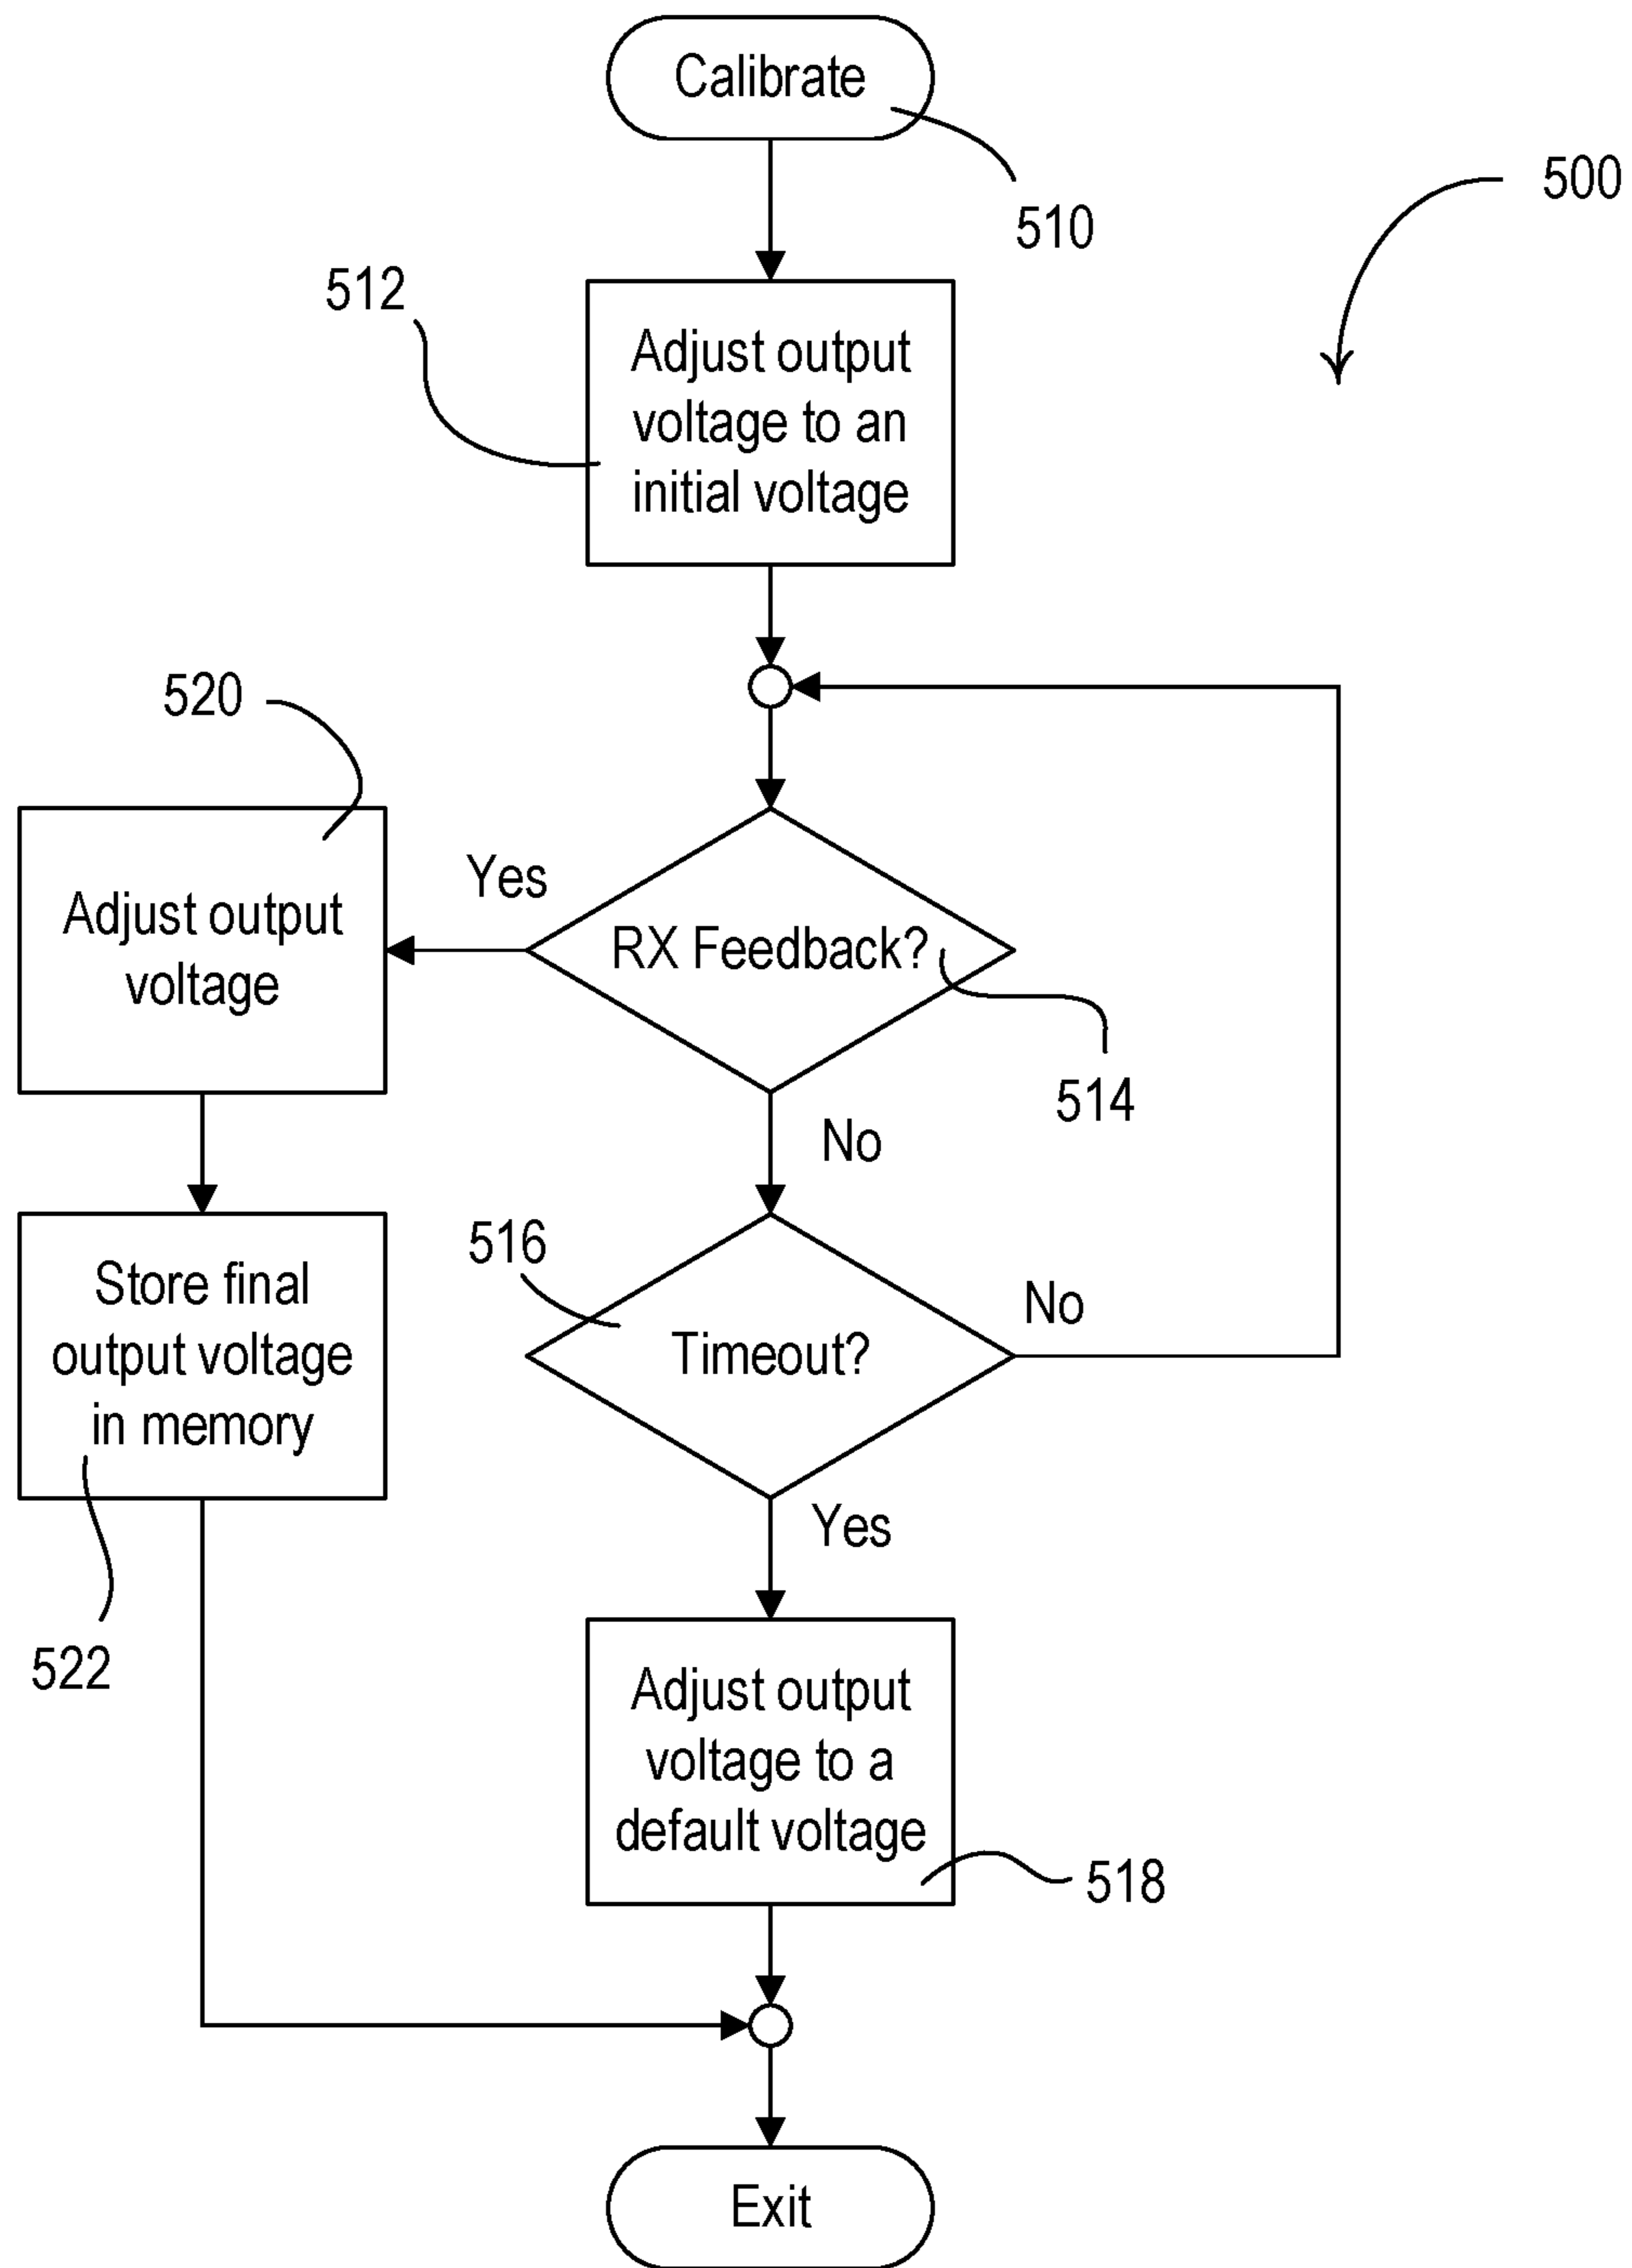 Calibrate
500
510
512
Adjust output
voltage to an
initial voltage
520
Yes
Adjust output
voltage
RX Feedback?
514
No
516
Store final
output voltage
in memory
Timeout?
No
Yes
522
Adjust output
voltage to a
default voltage
518
Exit